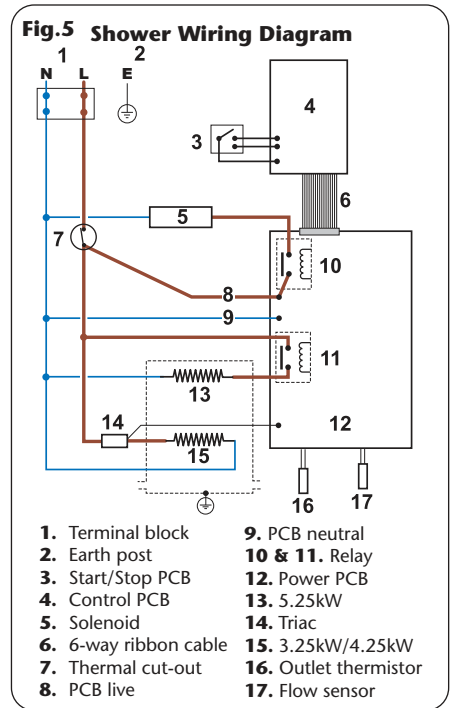 Fig.5 Shower Wiring Diagram
1 2
N L E
4
3
6
5
7
10
8
9
11
13
14
12
15
16 17
1. Terminal block
2. Earth post
3. Start/Stop PCB
4. Control PCB
5. Solenoid
6. 6-way ribbon cable
7. Thermal cut-out
8. PCB live
9. PCB neutral
10 & 11. Relay
12. Power PCB
13. 5.25kW
14. Triac
15. 3.25kW/4.25kW
16. Outlet thermistor
17. Flow sensor